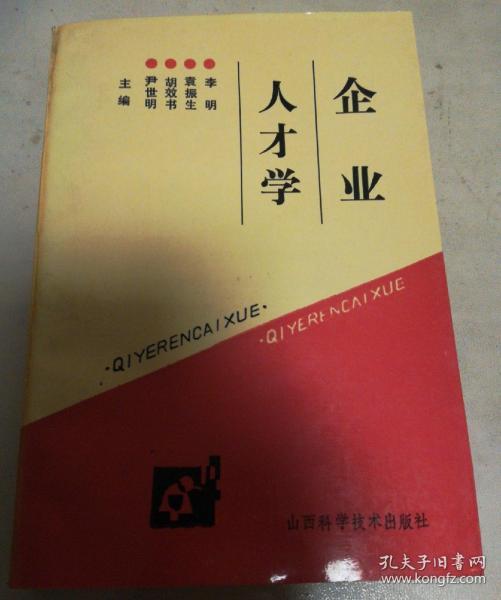 企业
人才学
李明
袁振生
胡效书
尹世明
主编
·QIYERENCAIXUE·
·QIYERENCAIXUE
山西科学技术出版社
孔夫子旧书网
www.kongfz.com